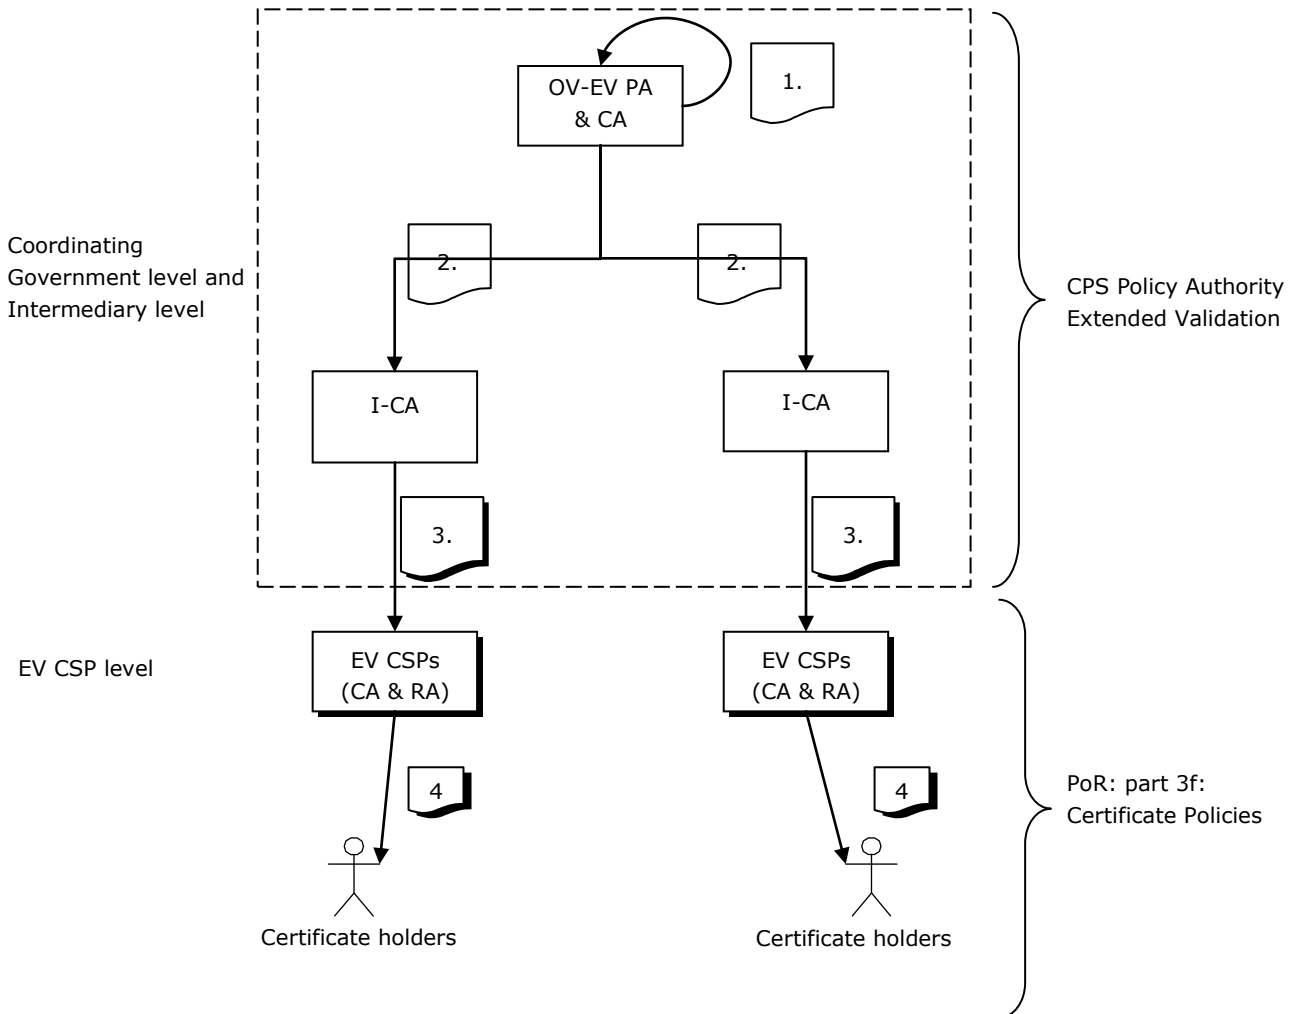 OV-EV PA
& CA
1.
Coordinating
Government level and
Intermediary level
2.
2.
CPS Policy Authority
Extended Validation
I-CA
I-CA
3.
3.
EV CSP level
EV CSPs
(CA & RA)
EV CSPs
(CA & RA)
4
4
PoR: part 3f:
Certificate Policies
Certificate holders
Certificate holders